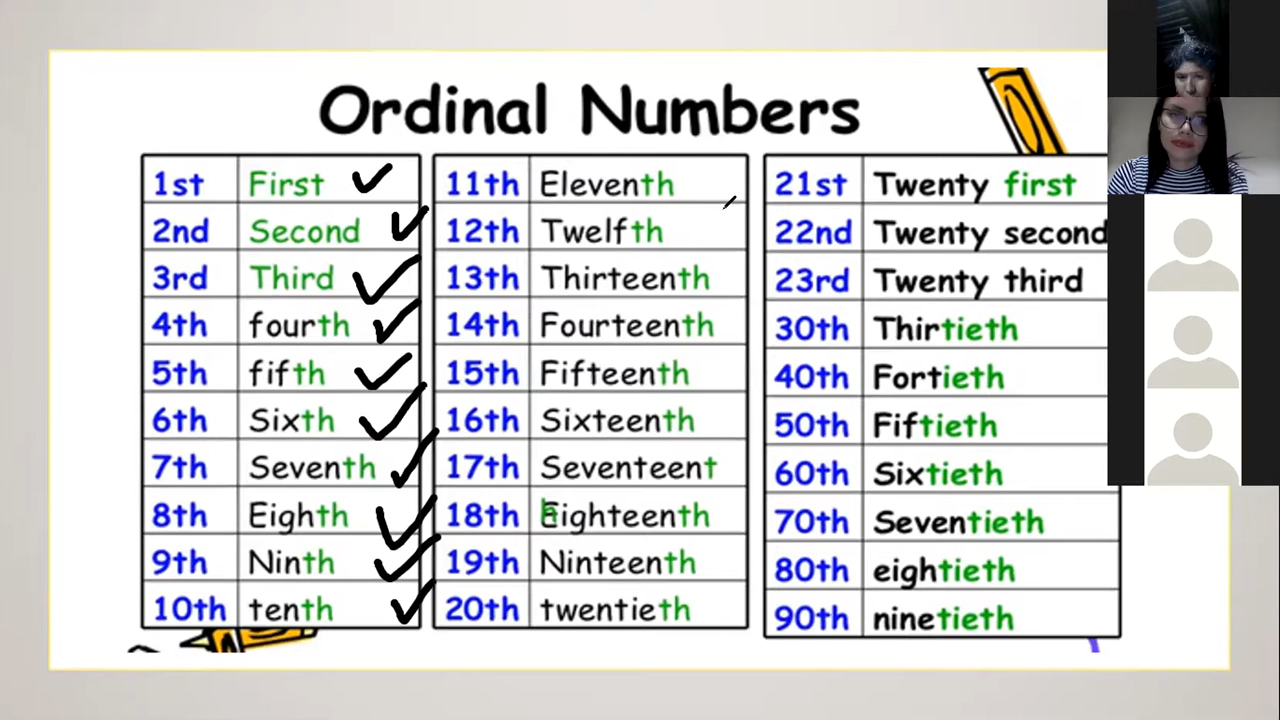 Ordinal Numbers
1st First
2nd Second
3rd Third
4th fourth
5th fifth
6th Sixth
7th Seventh
8th Eighth
9th Ninth
10th tenth
11th Eleventh
12th Twelfth
13th Thirteenth
14th Fourteenth
15th Fifteenth
16th Sixteenth
17th Seventeent
h
18th Eighteenth
19th Ninteenth
20th twentieth
21st Twenty first
22nd Twenty second
23rd Twenty third
30th Thirtieth
40th Fortieth
50th Fiftieth
60th Sixtieth
70th Seventieth
80th eightieth
90th ninetieth